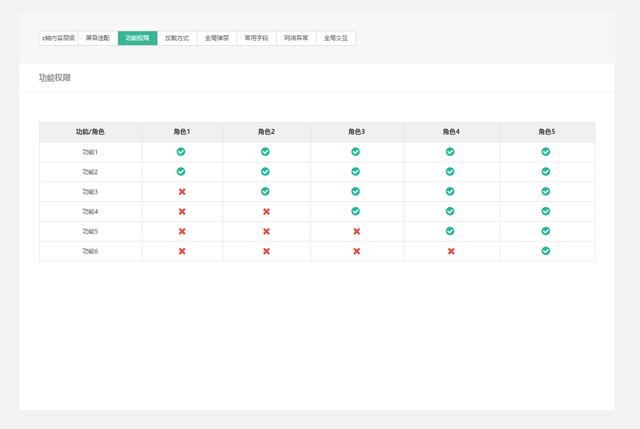 z轴内容层级 屏幕适配 功能权限 加载方式 全局弹层 常用字段 网络异常 全局交互
功能权限
功能/角色 角色1 角色2 角色3 角色4 角色5
功能1
功能2
功能3
功能4
功能5
功能6